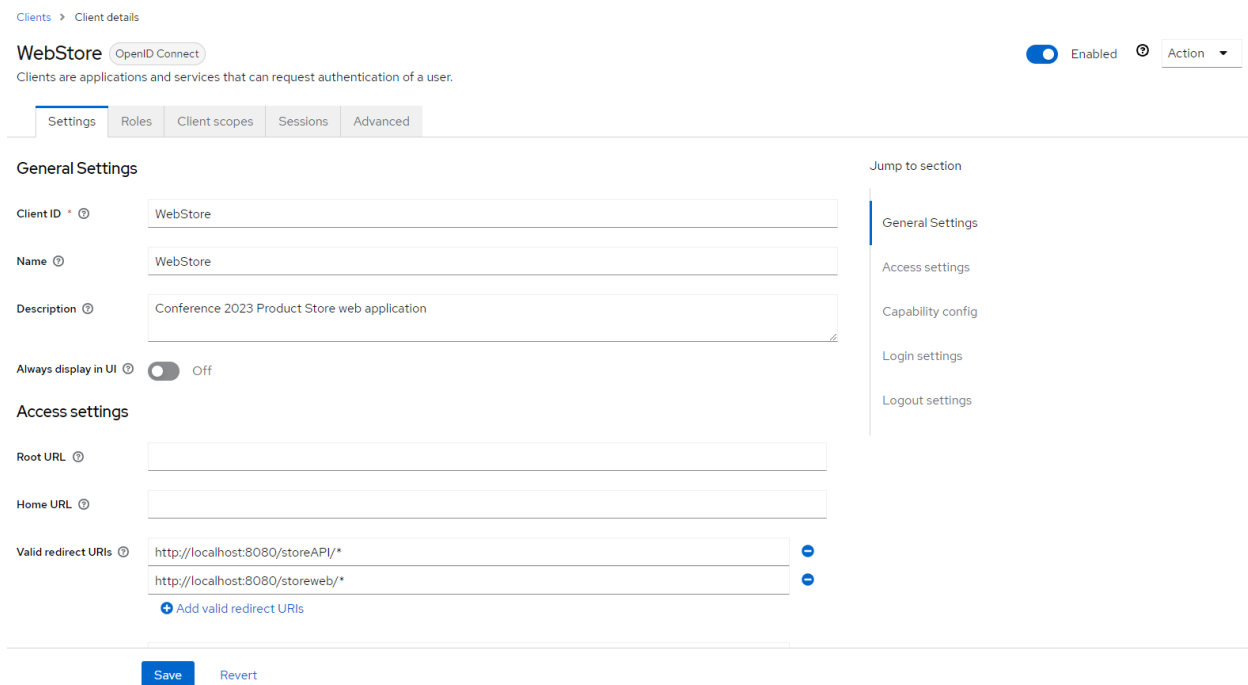 Clients > Client details
WebStore OpenID Connect
Enabled
Action
Clients are applications and services that can request authentication of a user.
Settings Roles Client scopes Sessions Advanced
General Settings
Client ID *
WebStore
Name
WebStore
Description
Conference 2023 Product Store web application
Always display in UI
Off
Access settings
Root URL
Home URL
Valid redirect URIs
http://localhost:8080/storeAPI/*
http://localhost:8080/storeweb/*
Add valid redirect URIs
Save Revert
Jump to section
General Settings
Access settings
Capability config
Login settings
Logout settings